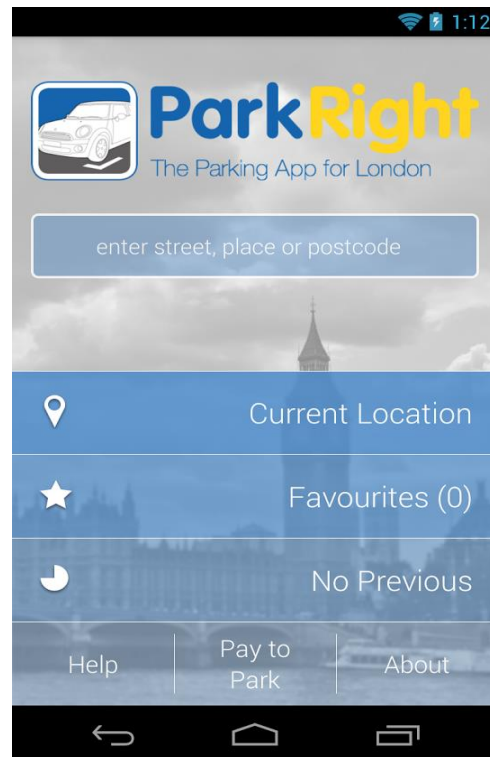 1:12
ParkRight
The Parking App for London
enter street, place or postcode
Current Location
Favourites (0)
No Previous
Help
Pay to
Park
About